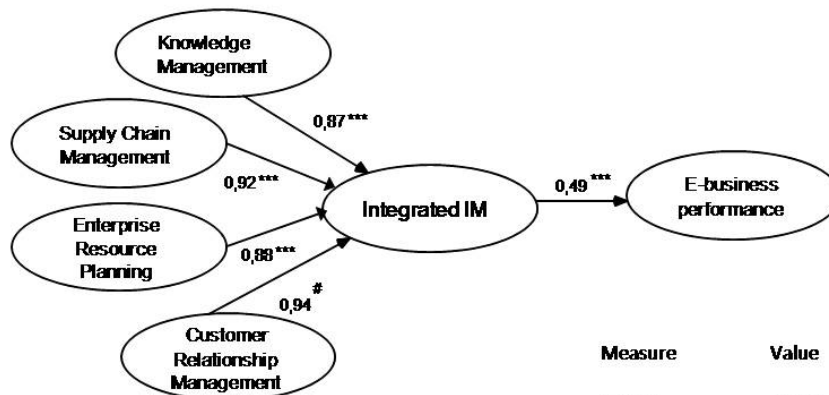 Knowledge
Management
0,87***
Supply Chain
Management
0,92***
Integrated IM
0,49***
E-business
performance
Enterprise
Resource
Planning
0,88***
0,94#
Customer
Relationship
Management
Measure Value